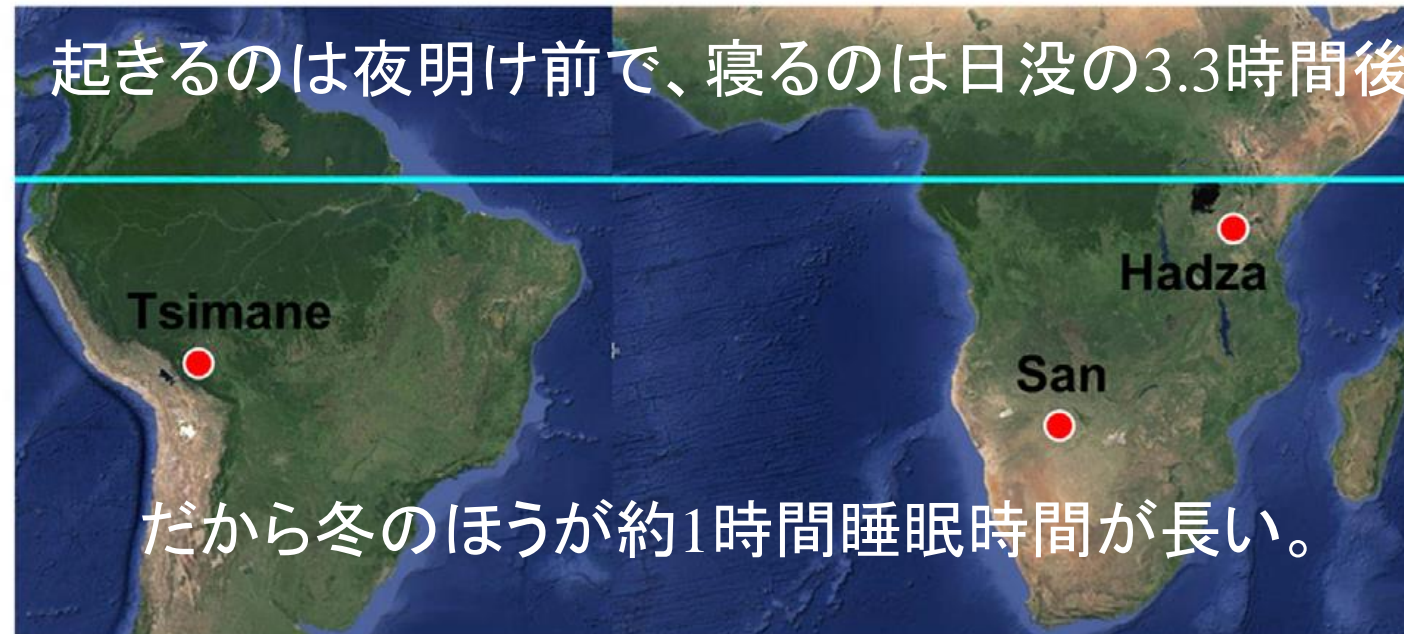 起きるのは夜明け前で、寝るのは日没の3.3時間後
Hadza
Tsimane
San
だから冬のほうが約1時間睡眠時間が長い。